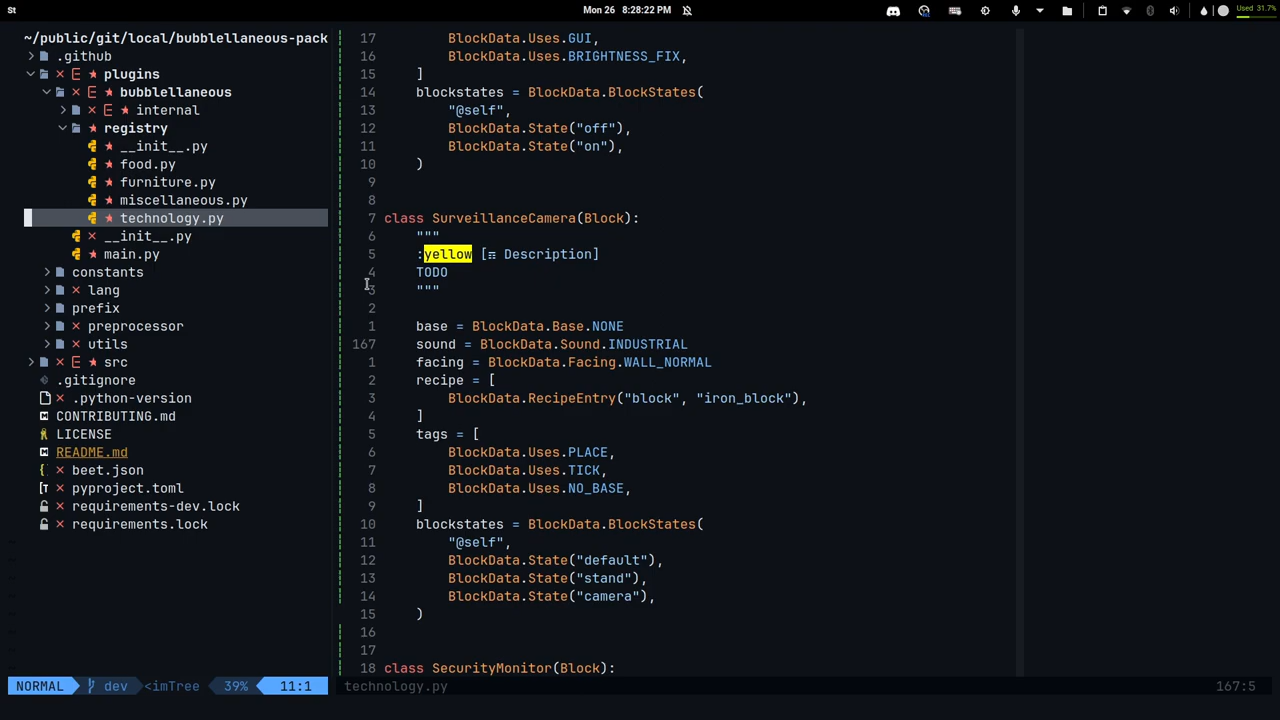 St
Mon 26 8:28:22 PM
Used 31.7%
~/public/git/local/bubblellaneous-pack
.github
plugins
bubbellaneous
internal
registry
__init__.py
food.py
furniture.py
miscellaneous.py
technology.py
__init__.py
main.py
constants
lang
prefix
preprocessor
utils
src
.gitignore
.python-version
CONTRIBUTING.md
LICENSE
README.md
beet.json
pyproject.toml
requirements-dev.lock
requirements.lock
NORMAL dev <imTree 39% 11:1
17 BlockData.Uses.GUI,
16 BlockData.Uses.BRIGHTNESS_FIX,
15 ]
14 blockstates = BlockData.BlockStates(
13 "@self",
12 BlockData.State("off"),
11 BlockData.State("on"),
10 )
9
8
7 class SurveillanceCamera(Block):
6 """
5 :yellow [☶ Description]
4 TODO
3 """
2
1 base = BlockData.Base.NONE
167 sound = BlockData.Sound.INDUSTRIAL
1 facing = BlockData.Facing.WALL_NORMAL
2 recipe = [
3 BlockData.RecipeEntry("block", "iron_block"),
4 ]
5 tags = [
6 BlockData.Uses.PLACE,
7 BlockData.Uses.TICK,
8 BlockData.Uses.NO_BASE,
9 ]
10 blockstates = BlockData.BlockStates(
11 "@self",
12 BlockData.State("default"),
13 BlockData.State("stand"),
14 BlockData.State("camera"),
15 )
16
17
18 class SecurityMonitor(Block):
technology.py 167:5